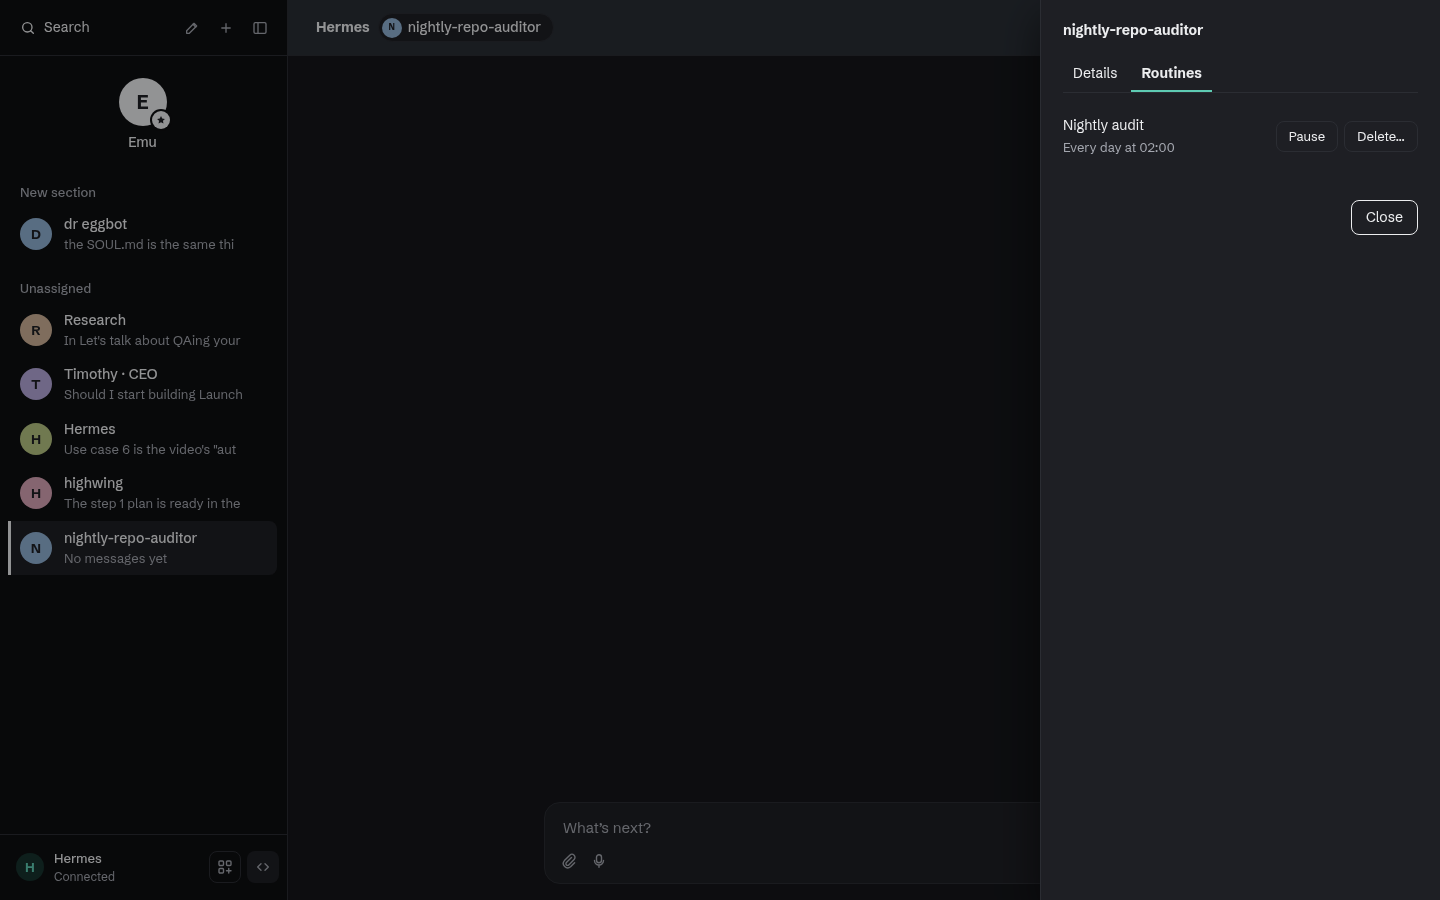 Search
Hermes
N
nightly-repo-auditor
nightly-repo-auditor
Details
Routines
E
Emu
Nightly audit
Every day at 02:00
Pause
Delete...
Close
New section
D
dr eggbot
the SOUL.md is the same thi
Unassigned
R
Research
In Let's talk about QAing your
T
Timothy · CEO
Should I start building Launch
H
Hermes
Use case 6 is the video's "aut
H
highwing
The step 1 plan is ready in the
N
nightly-repo-auditor
No messages yet
What's next?
H
Hermes
Connected